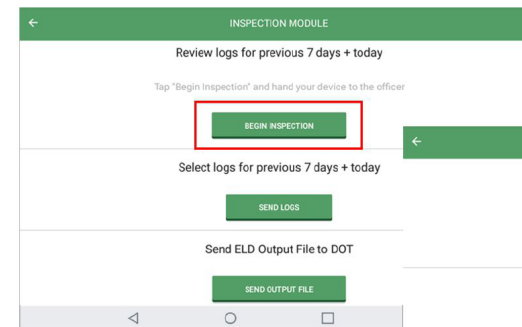 INSPECTION MODULE
Review logs for previous 7 days + today
Tap "Begin Inspection" and hand your device to the officer
BEGIN INSPECTION
Select logs for previous 7 days + today
SEND LOGS
Send ELD Output File to DOT
SEND OUTPUT FILE